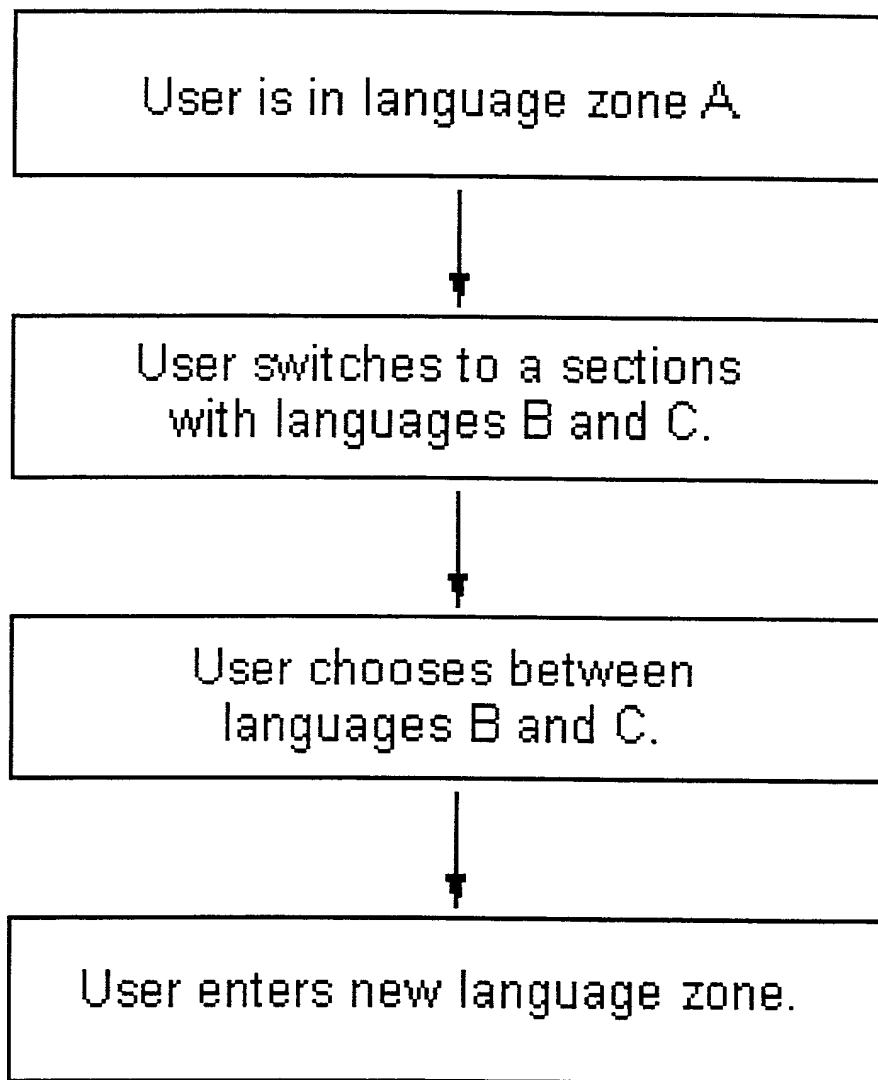 User is in language zone A
User switches to a sections
with languages B and C.
User chooses between
languages B and C.
User enters new language zone.